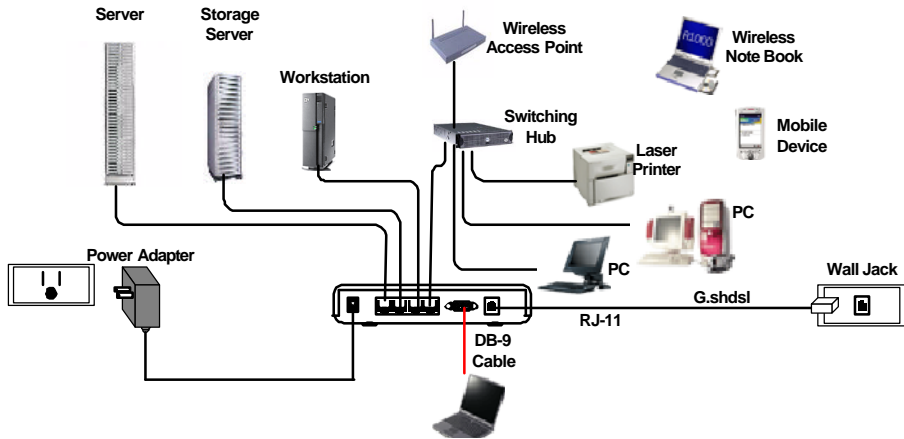 Server
Storage
Server
Workstation
Wireless
Access Point
Wireless
Note Book
Switching
Hub
Laser
Printer
Mobile
Device
PC
PC
Power Adapter
Wall Jack
G.shdsl
RJ-11
DB-9
Cable